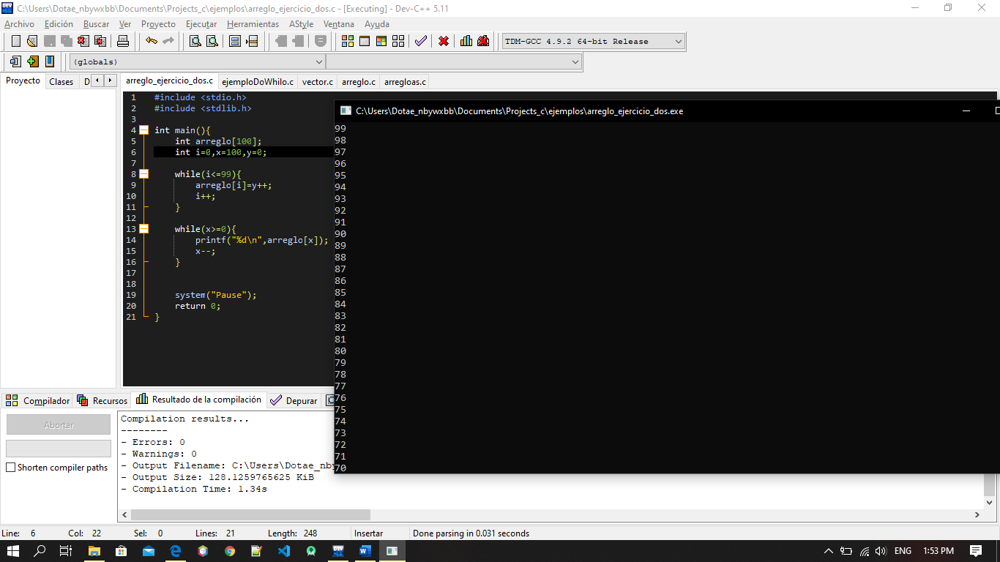 C:\Users\Dotae_nbywxbb\Documents\Projects_c\ejemplos\arreglo_ejercicio_dos.c - [Executing] - Dev-C++ 5.11
Archivo Edición Buscar Ver Proyecto Ejecutar Herramientas AStyle Ventana Ayuda
TDM-GCC 4.9.2 64-bit Release
(globals)
Proyecto Clases D
arreglo_ejercicio_dos.c ejemploDoWhilo.c vector.c arreglo.c arregloas.c
1 #include <stdio.h>
2 #include <stdlib.h>
3
4 int main(){
5 int arreglo[100];
6 int i=0,x=100,y=0;
7
8 while(i<=99){
9 arreglo[i]=y++;
10 i++;
11 }
12
13 while(x>=0){
14 printf("%d\n",arreglo[x]);
15 x--;
16 }
17
18
19 system("Pause");
20 return 0;
21 }
C:\Users\Dotae_nbywxbb\Documents\Projects_c\ejemplos\arreglo_ejercicio_dos.exe
99
98
97
96
95
94
93
92
91
90
89
88
87
86
85
84
83
82
81
80
79
78
77
76
75
74
73
72
71
70
Compilador Recursos Resultado de la compilación Depurar
Abortar
Shorten compiler paths
Compilation results...
--------
- Errors: 0
- Warnings: 0
- Output Filename: C:\Users\Dotae_nby
- Output Size: 128.1259765625 KiB
- Compilation Time: 1.34s
Line: 6 Col: 22 Sel: 0 Lines: 21 Length: 248 Insertar Done parsing in 0.031 seconds
ENG 1:53 PM